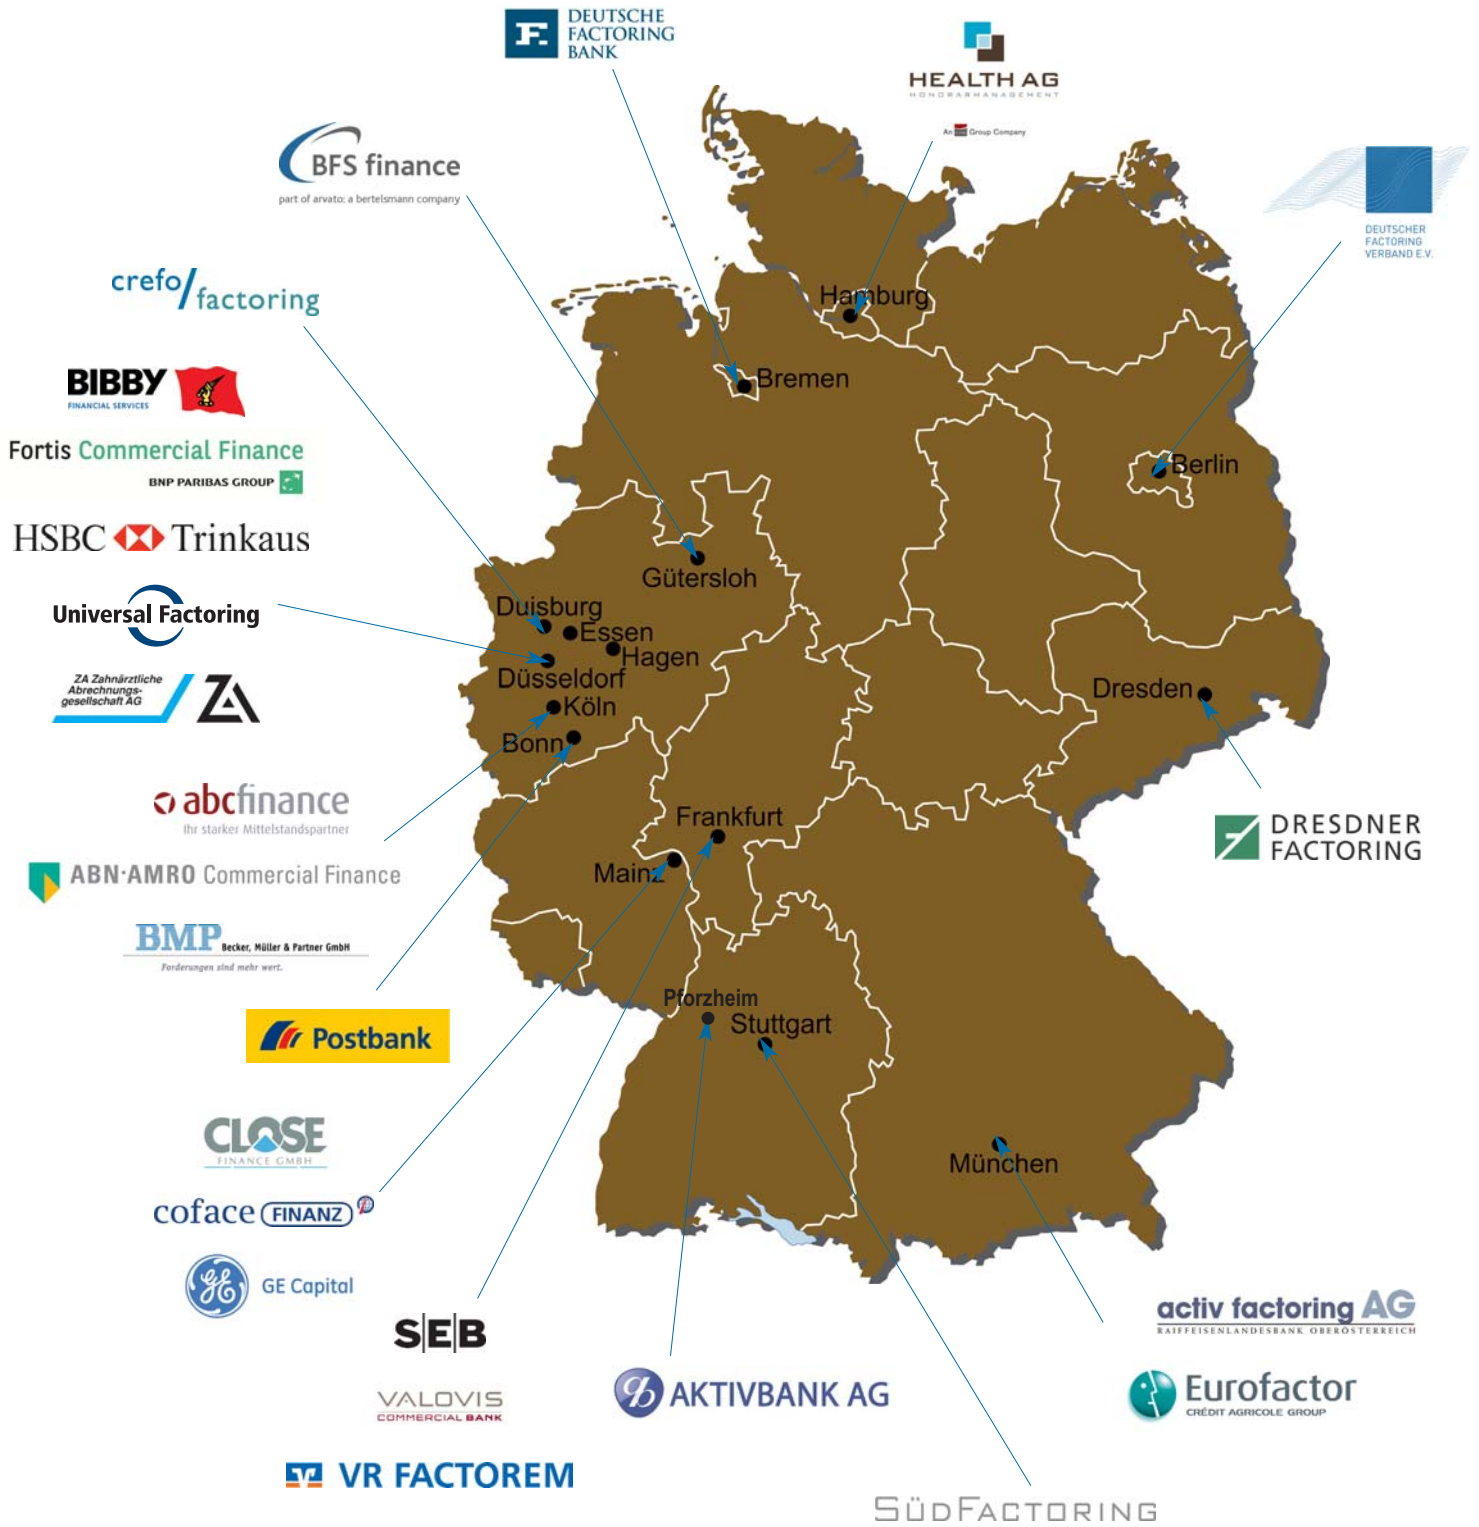 DEUTSCHE
FACTORING
BANK
HEALTH AG
HONORARMANAGEMENT
An Group Company
BFS finance
part of arvato: a bertelsmann company
DEUTSCHER
FACTORING
VERBAND E.V.
crefo/factoring
Hamburg
BIBBY
FINANCIAL SERVICES
Bremen
Fortis Commercial Finance
BNP PARIBAS GROUP
Berlin
HSBC Trinkaus
Gütersloh
Universal Factoring
Duisburg
Essen
Hagen
Düsseldorf
ZA Zahnärztliche
Abrechnungs-
gesellschaft AG
ZA
Dresden
Köln
Bonn
abcfinance
Ihr starker Mittelstandspartner
Frankfurt
DRESDNER
FACTORING
Mainz
ABN·AMRO Commercial Finance
BMP Becker, Müller & Partner GmbH
Forderungen sind mehr wert.
Pforzheim
Stuttgart
Postbank
CLOSE
FINANCE GMBH
München
coface FINANZ
GE Capital
activ factoring AG
RAIFFEISENLANDESBANK OBERÖSTERREICH
SEB
VALOVIS
COMMERCIAL BANK
AKTIVBANK AG
Eurofactor
CRÉDIT AGRICOLE GROUP
VR FACTOREM
SÜDFACTORING